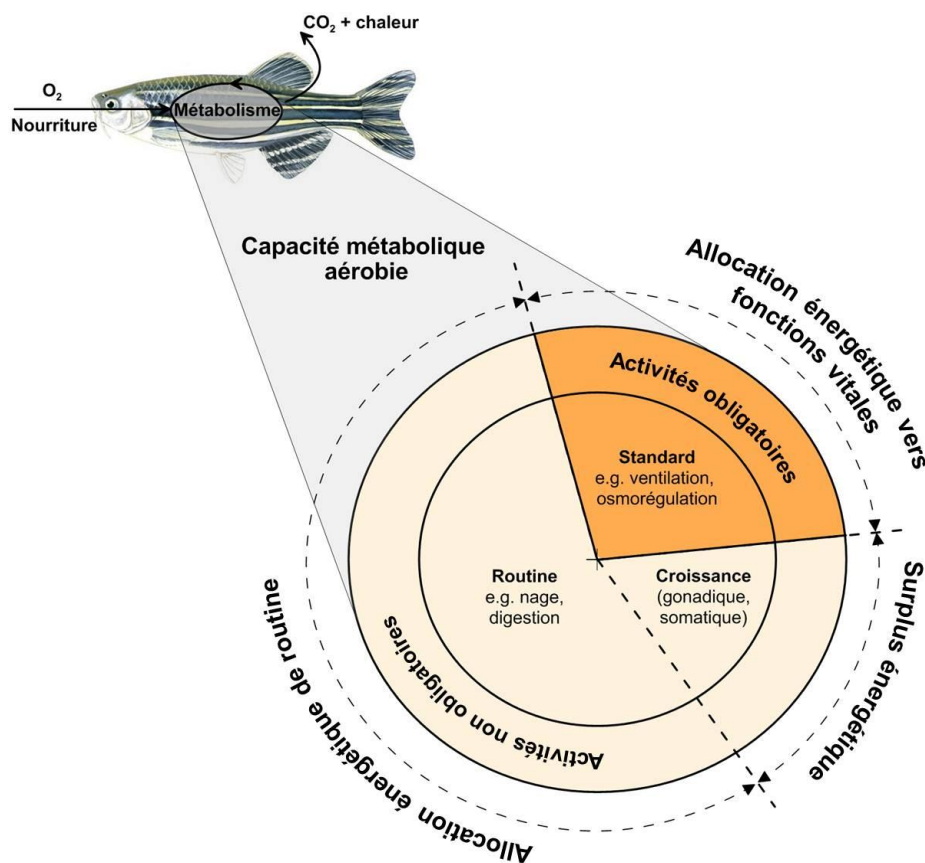 CO₂ + chaleur
O₂
Nourriture
Métabolisme
Capacité métabolique
aérobie
Allocation énergétique vers
fonctions vitales
Activités obligatoires
Standard
e.g. ventilation,
osmorégulation
Routine
e.g. nage,
digestion
Croissance
(gonadique,
somatique)
Activités non obligatoires
Surplus énergétique
Allocation énergétique de routine